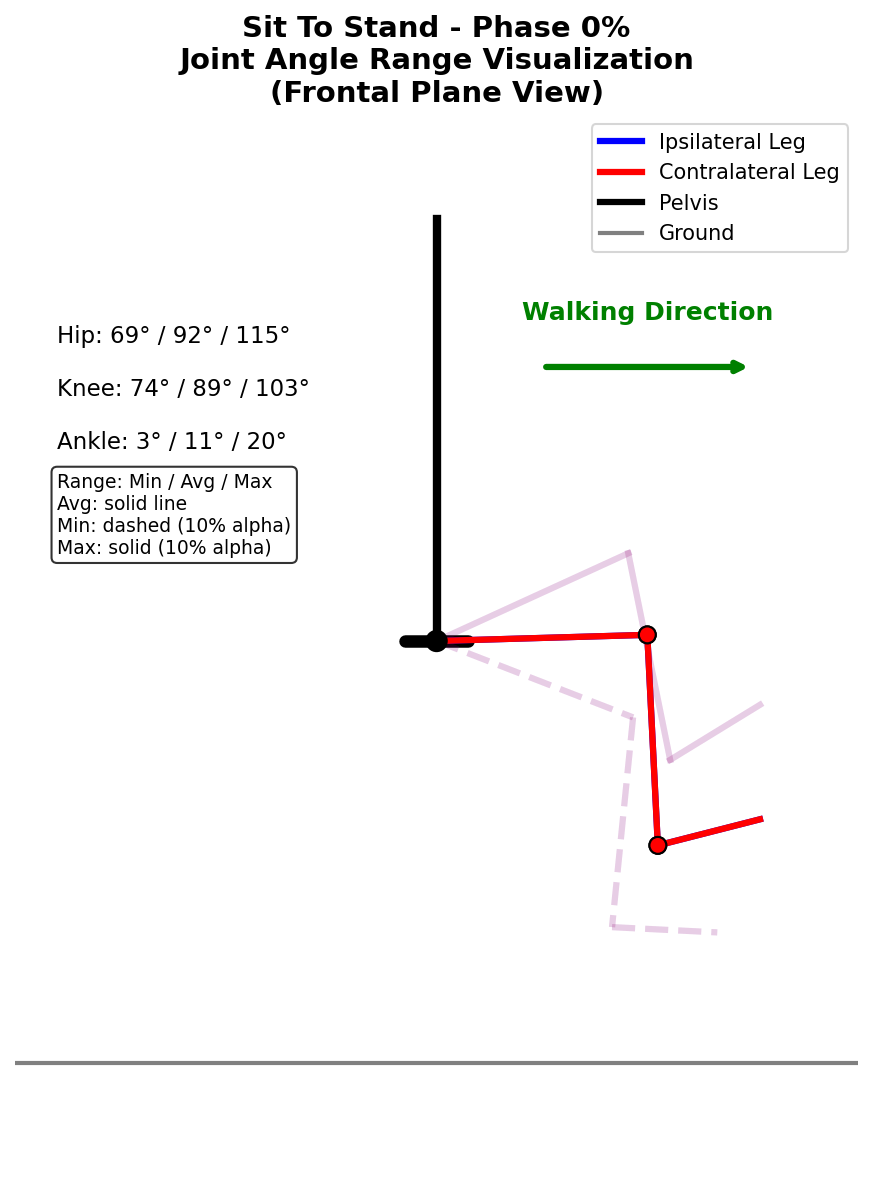 Sit To Stand - Phase 0%
Joint Angle Range Visualization
(Frontal Plane View)
Ipsilateral Leg
Contralateral Leg
Pelvis
Ground
Walking Direction
Hip: 69° / 92° / 115°
Knee: 74° / 89° / 103°
Ankle: 3° / 11° / 20°
Range: Min / Avg / Max
Avg: solid line
Min: dashed (10% alpha)
Max: solid (10% alpha)